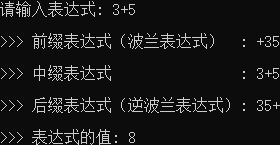 请输入表达式: 3+5
>>> 前缀表达式（波兰表达式）  : +35
>>> 中缀表达式              : 3+5
>>> 后缀表达式（逆波兰表达式）: 35+
>>> 表达式的值: 8